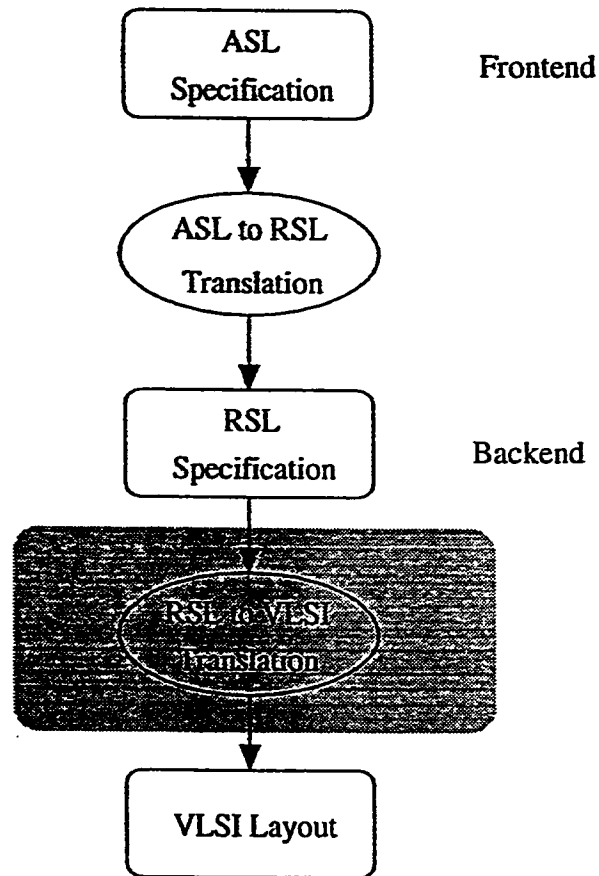 ASL
Specification
Frontend
ASL to RSL
Translation
RSL
Specification
Backend
RSL to VLSI
Translation
VLSI Layout